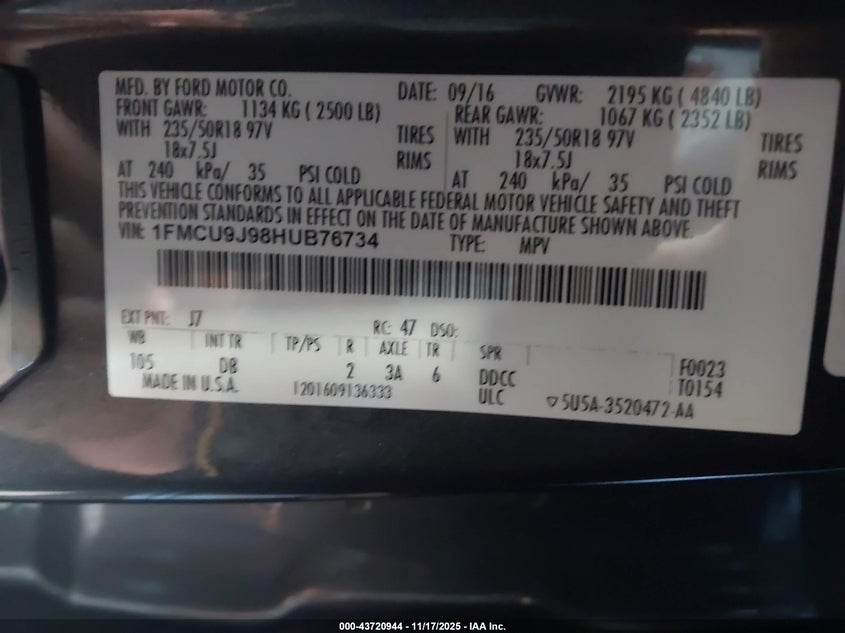 MFD. BY FORD MOTOR CO. DATE: 09/16 GVWR: 2195 KG ( 4840 LB)
FRONT GAWR: 1134 KG ( 2500 LB) REAR GAWR: 1067 KG ( 2352 LB)
WITH 235/50R18 97V TIRES WITH 235/50R18 97V TIRES
18x7.5J RIMS 18x7.5J RIMS
AT 240 kPa/ 35 PSI COLD AT 240 kPa/ 35 PSI COLD
THIS VEHICLE CONFORMS TO ALL APPLICABLE FEDERAL MOTOR VEHICLE SAFETY AND THEFT
PREVENTION STANDARDS IN EFFECT ON THE DATE OF MANUFACTURE SHOWN ABOVE.
VIN: 1FMCU9J98HUB76734 TYPE: MPV
EXT PNT: J7 RC: 47 DSO:
WB INT TR TP/PS R AXLE TR SPR
105 D8 2 3A 6 DDCC F0023
MADE IN U.S.A. 1201609136333 ULC T0154
5U5A-3520472-AA
000-43720944 - 11/17/2025 - IAA Inc.